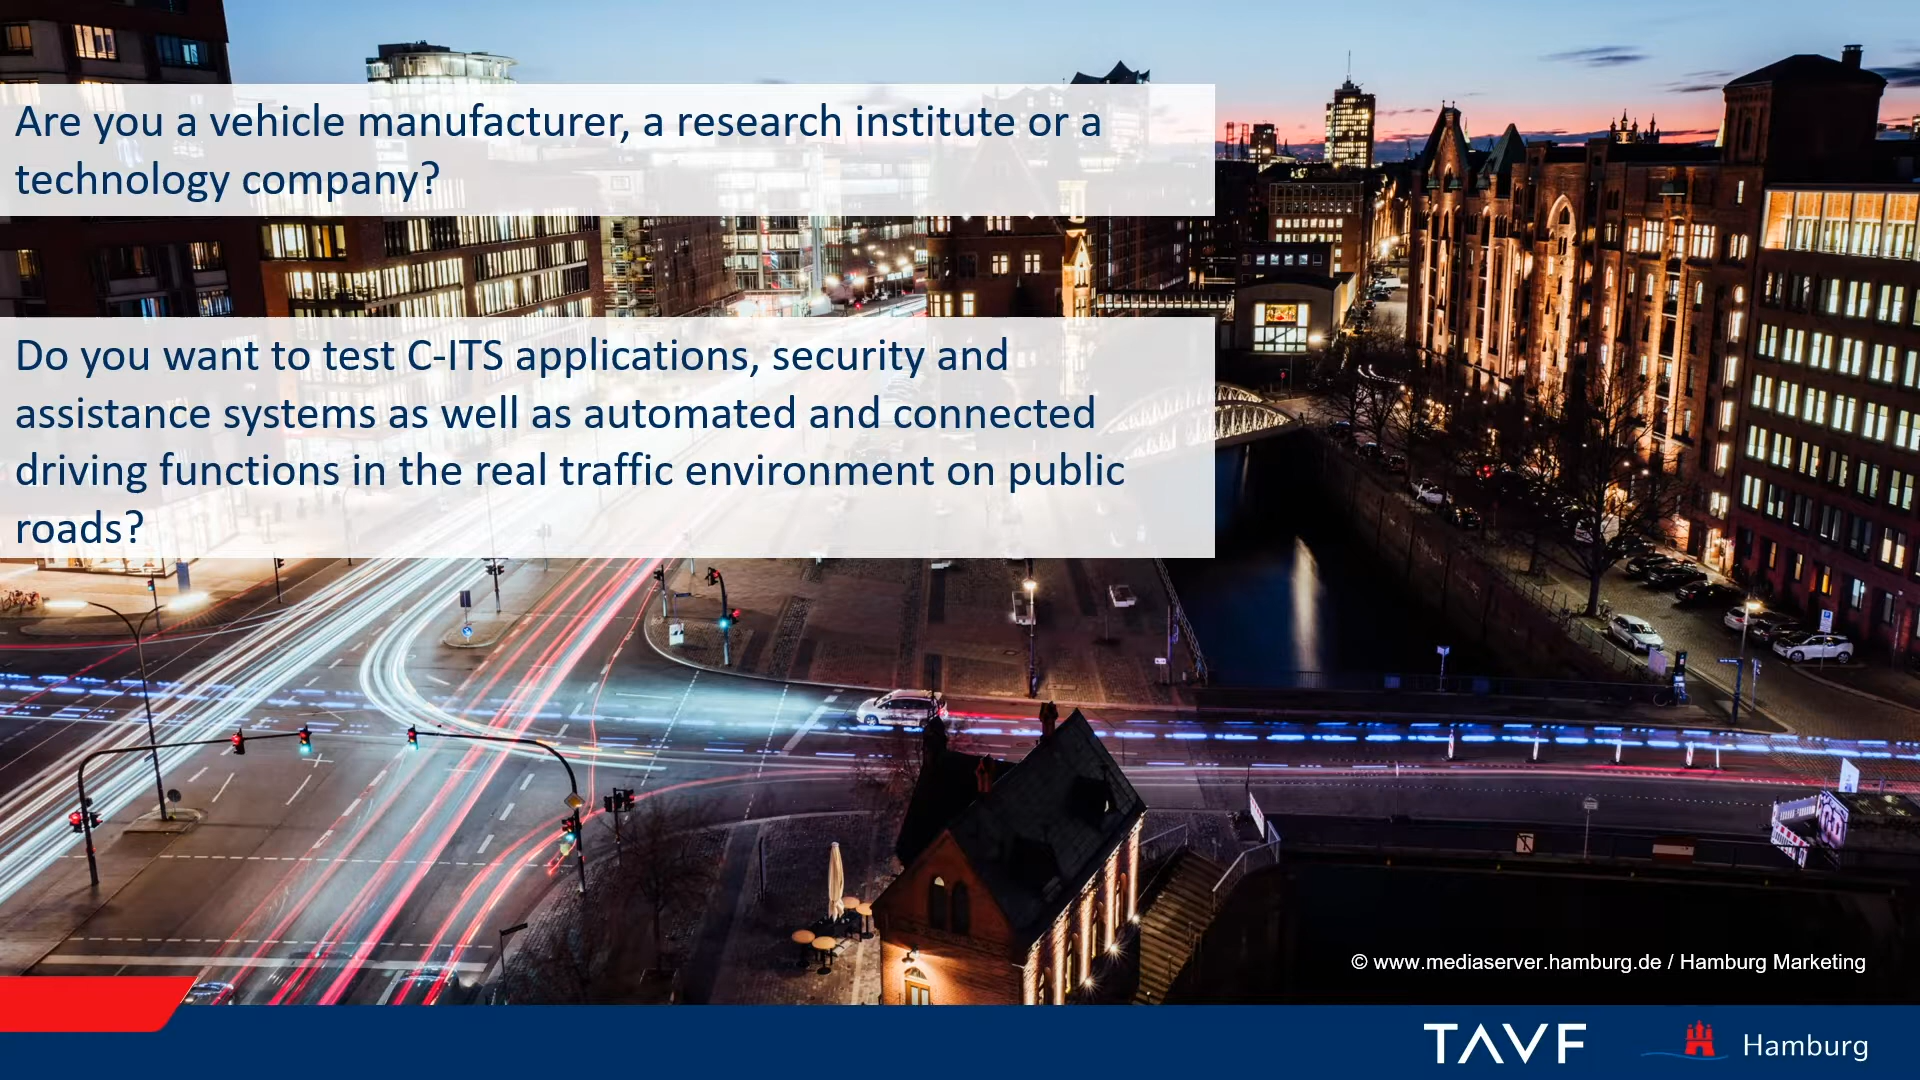 Are you a vehicle manufacturer, a research institute or a
technology company?
Do you want to test C-ITS applications, security and
assistance systems as well as automated and connected
driving functions in the real traffic environment on public
roads?
© www.mediaserver.hamburg.de / Hamburg Marketing
TAVF
Hamburg